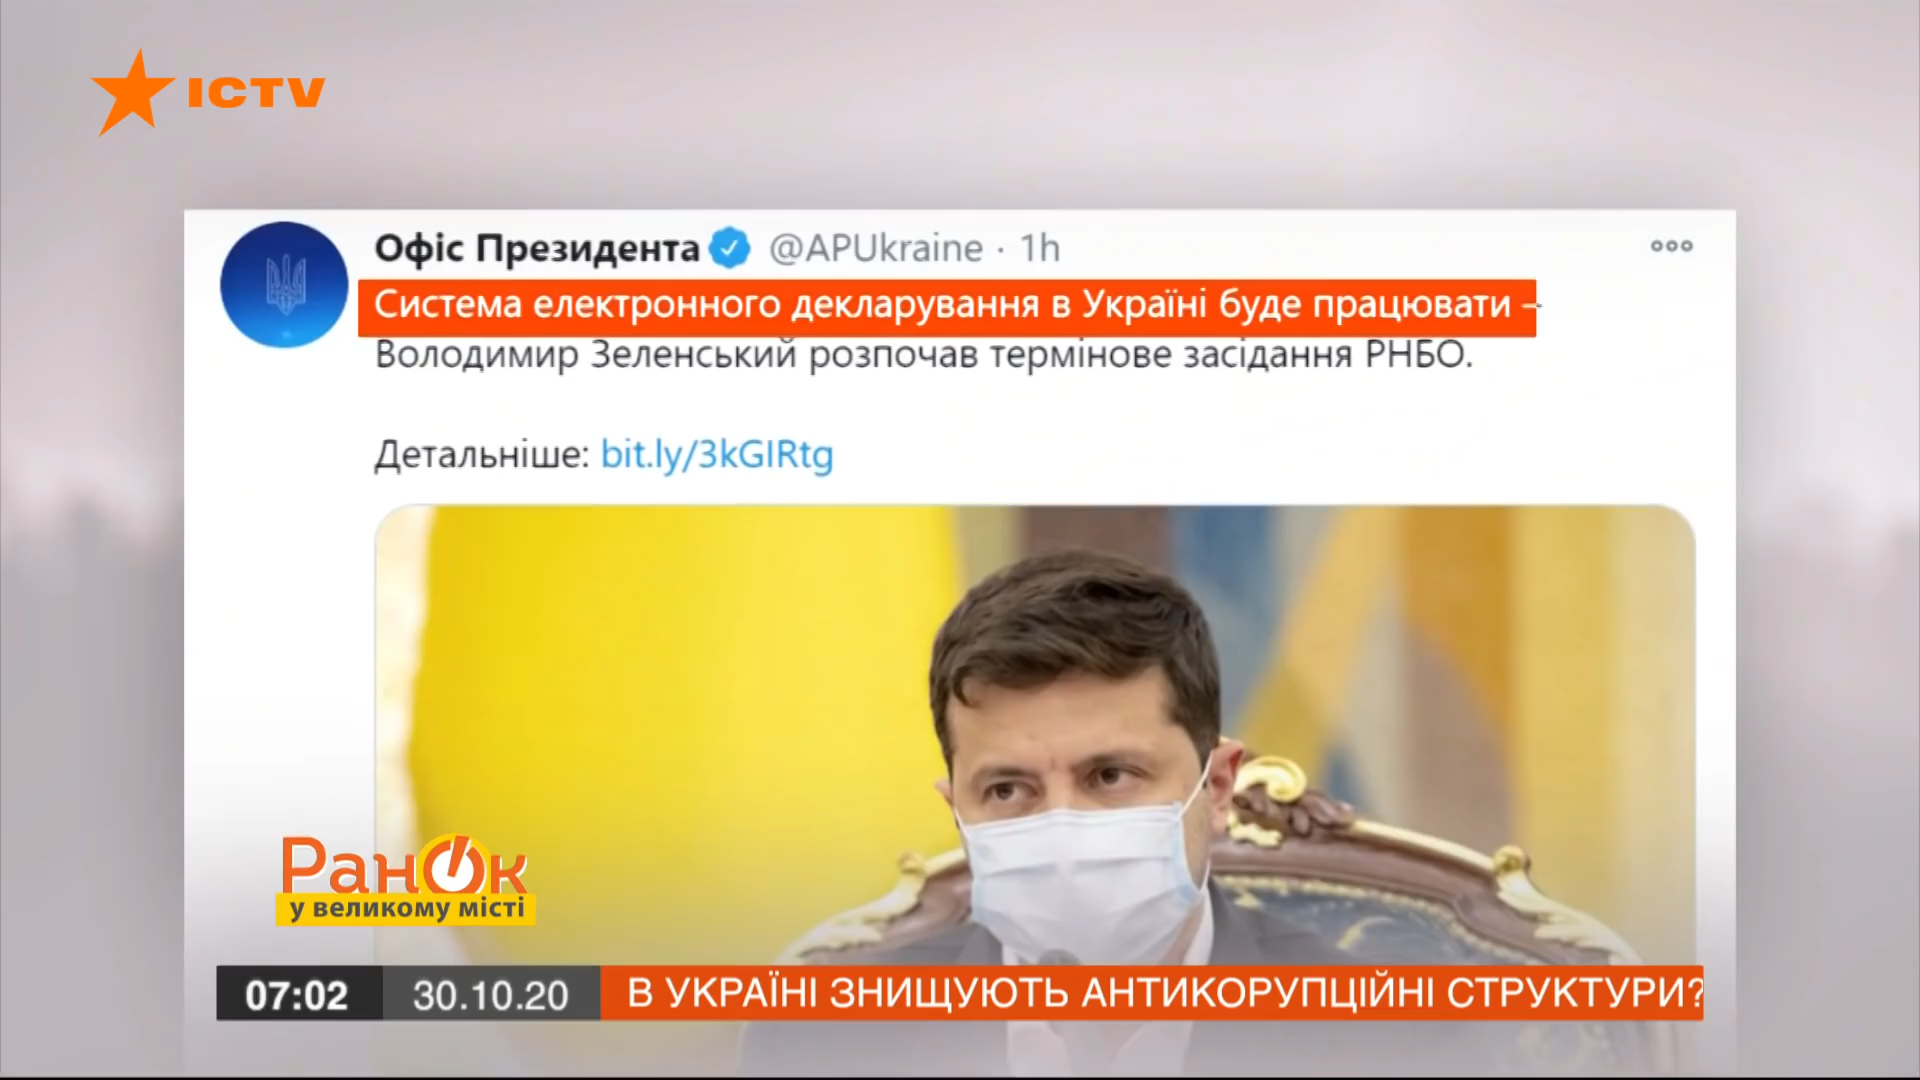 ICTV
Офіс Президента @APUkraine · 1h
Система електронного декларування в Україні буде працювати –
Володимир Зеленський розпочав термінове засідання РНБО.
Детальніше: bit.ly/3kGIRtg
Ранок
у великому місті
07:02 30.10.20 В УКРАЇНІ ЗНИЩУЮТЬ АНТИКОРУПЦІЙНІ СТРУКТУРИ?